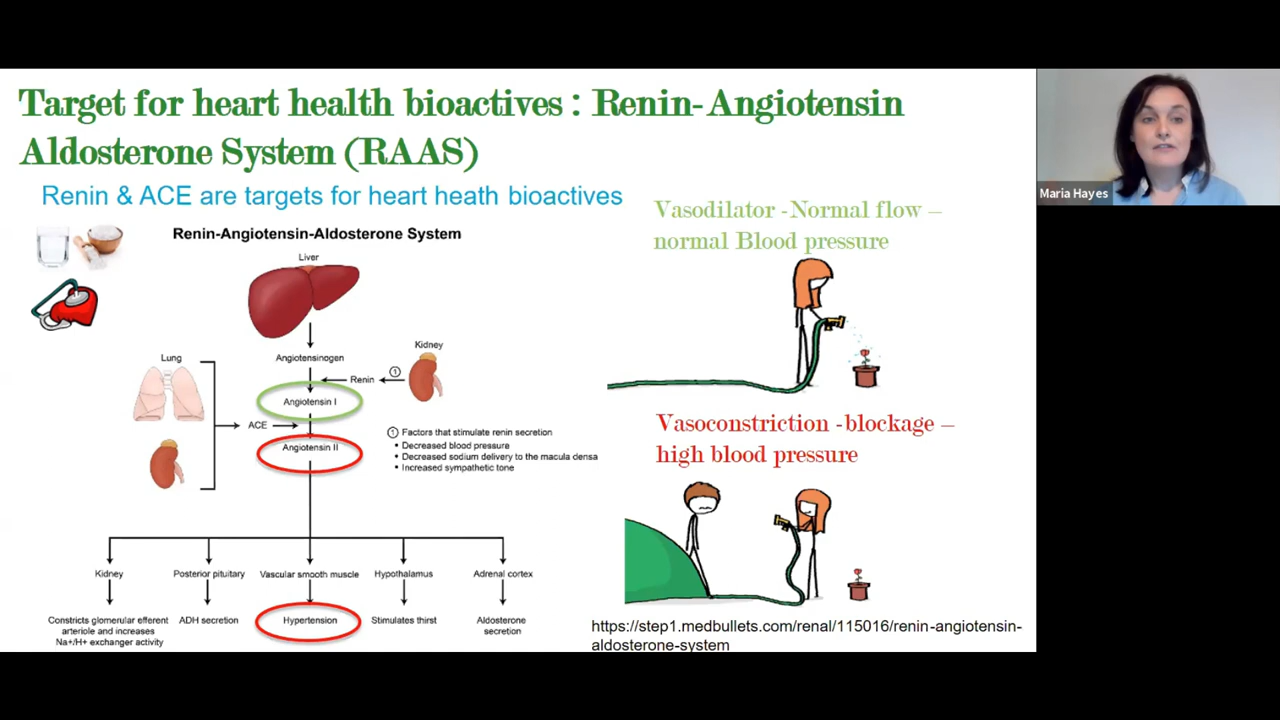 Target for heart health bioactives : Renin-Angiotensin
Aldosterone System (RAAS)
Renin & ACE are targets for heart heath bioactives
Renin-Angiotensin-Aldosterone System
Liver
Angiotensinogen
Kidney
Renin
1
Lung
Angiotensin I
ACE
Angiotensin II
1 Factors that stimulate renin secretion
• Decreased blood pressure
• Decreased sodium delivery to the macula densa
• Increased sympathetic tone
Kidney
Posterior pituitary
Vascular smooth muscle
Hypothalamus
Adrenal cortex
Constricts glomerular efferent
arteriole and increases
Na+/H+ exchanger activity
ADH secretion
Hypertension
Stimulates thirst
Aldosterone
secretion
Vasodilator -Normal flow –
normal Blood pressure
Vasoconstriction -blockage –
high blood pressure
https://step1.medbullets.com/renal/115016/renin-angiotensin-
aldosterone-system
Maria Hayes